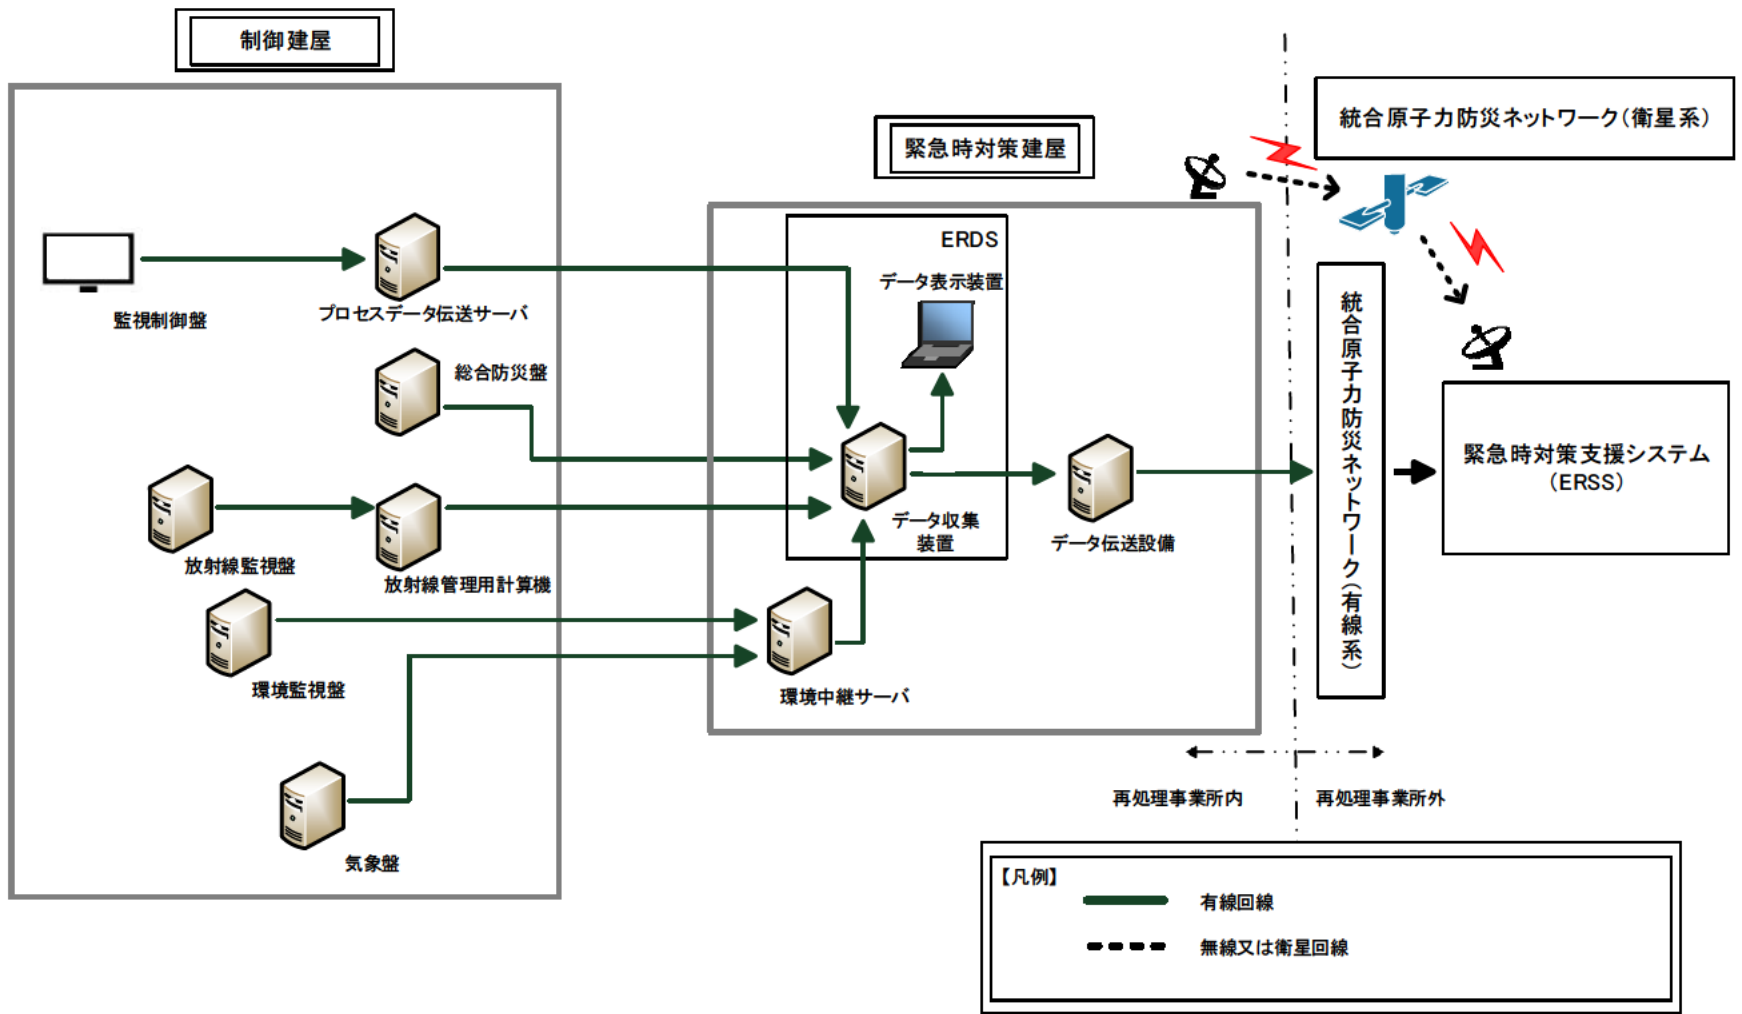 制御建屋
統合原子力防災ネットワーク（衛星系）
緊急時対策建屋
ERDS
データ表示装置
監視制御盤
プロセスデータ伝送サーバ
総合防災盤
統合原子力防災ネットワーク（有線系）
緊急時対策支援システム
（ERSS）
データ収集
装置
データ伝送設備
放射線監視盤
放射線管理用計算機
環境監視盤
環境中継サーバ
再処理事業所内
再処理事業所外
気象盤
【凡例】
有線回線
無線又は衛星回線